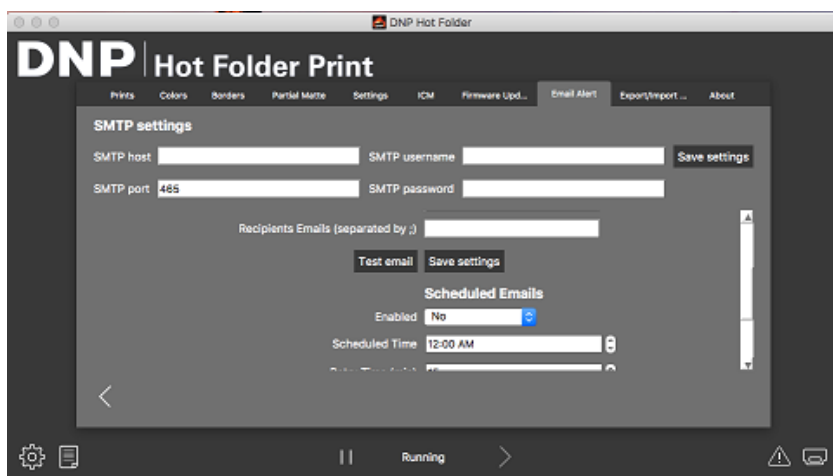 DNP Hot Folder
DNP Hot Folder Print
Prints Colors Borders Partial Matte Settings ICM Firmware Upd... Email Alert Export/Import ... About
SMTP settings
SMTP host SMTP username Save settings
SMTP port 465 SMTP password
Recipients Emails (separated by ;)
Test email Save settings
Scheduled Emails
Enabled No
Scheduled Time 12:00 AM
Running